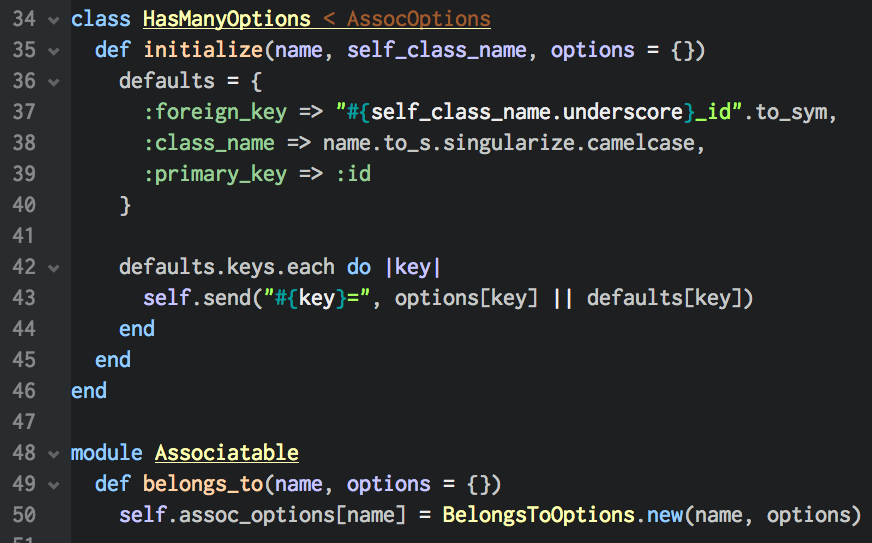 34 class HasManyOptions < AssocOptions
35   def initialize(name, self_class_name, options = {})
36     defaults = {
37       :foreign_key => "#{self_class_name.underscore}_id".to_sym,
38       :class_name => name.to_s.singularize.camelcase,
39       :primary_key => :id
40     }
41
42     defaults.keys.each do |key|
43       self.send("#{key}=", options[key] || defaults[key])
44     end
45   end
46 end
47
48 module Associatable
49   def belongs_to(name, options = {})
50     self.assoc_options[name] = BelongsToOptions.new(name, options)